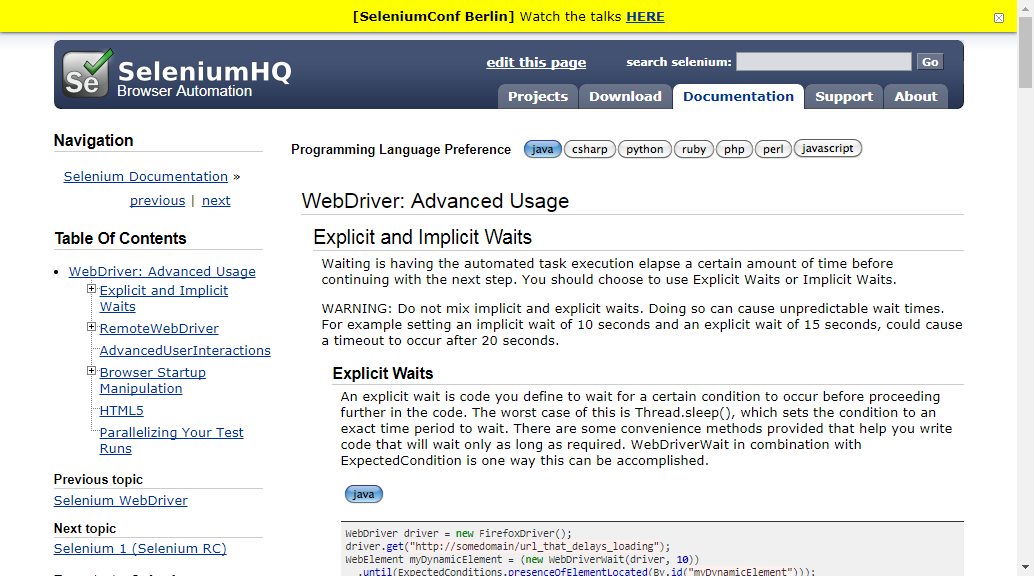 [SeleniumConf Berlin] Watch the talks HERE
Se
SeleniumHQ
Browser Automation
edit this page
search selenium:
Go
Projects
Download
Documentation
Support
About
Navigation
Selenium Documentation »
previous | next
Table Of Contents
WebDriver: Advanced Usage
Explicit and Implicit
Waits
RemoteWebDriver
AdvancedUserInteractions
Browser Startup
Manipulation
HTML5
Parallelizing Your Test
Runs
Previous topic
Selenium WebDriver
Next topic
Selenium 1 (Selenium RC)
Programming Language Preference
java
csharp
python
ruby
php
perl
javascript
WebDriver: Advanced Usage
Explicit and Implicit Waits
Waiting is having the automated task execution elapse a certain amount of time before
continuing with the next step. You should choose to use Explicit Waits or Implicit Waits.
WARNING: Do not mix implicit and explicit waits. Doing so can cause unpredictable wait times.
For example setting an implicit wait of 10 seconds and an explicit wait of 15 seconds, could cause
a timeout to occur after 20 seconds.
Explicit Waits
An explicit wait is code you define to wait for a certain condition to occur before proceeding
further in the code. The worst case of this is Thread.sleep(), which sets the condition to an
exact time period to wait. There are some convenience methods provided that help you write
code that will wait only as long as required. WebDriverWait in combination with
ExpectedCondition is one way this can be accomplished.
java
WebDriver driver = new FirefoxDriver();
driver.get("http://somedomain/url_that_delays_loading");
WebElement myDynamicElement = (new WebDriverWait(driver, 10))
.until(ExpectedConditions.presenceOfElementLocated(By.id("myDynamicElement")));